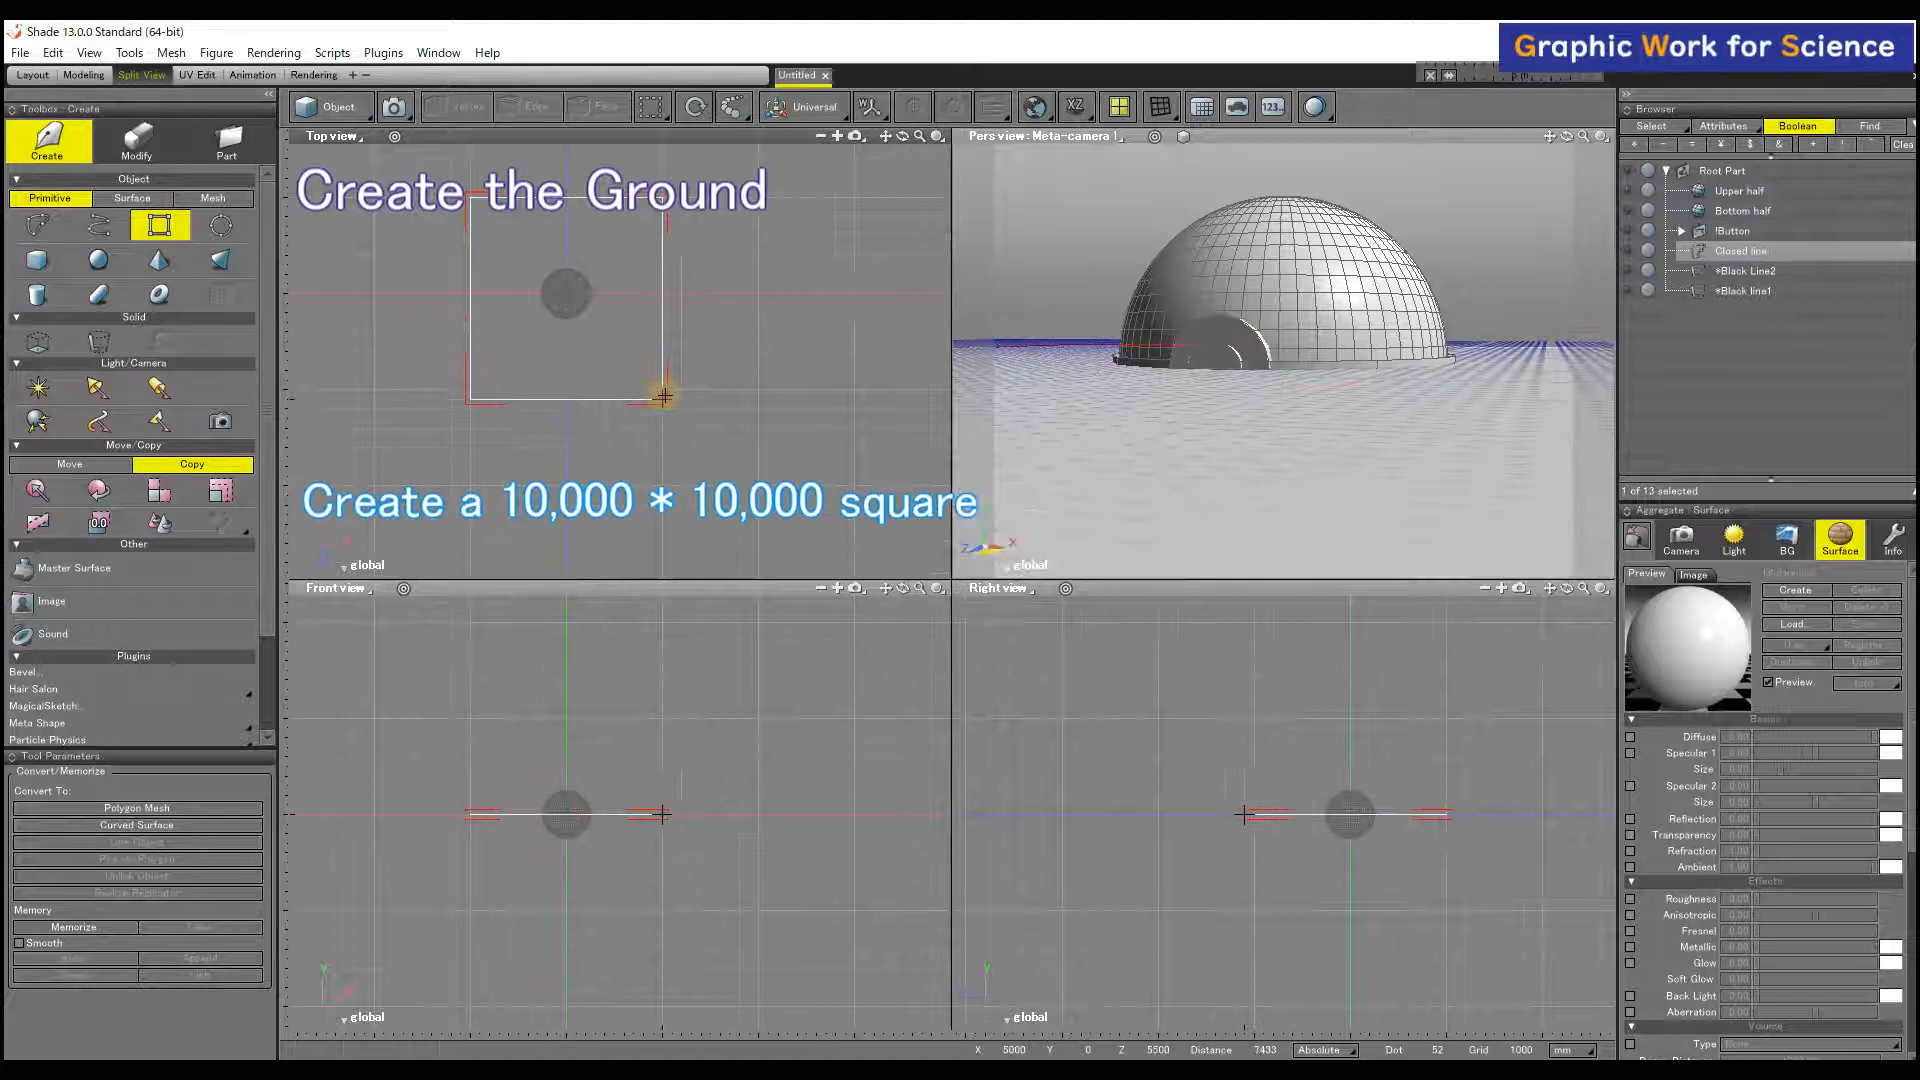 Shade 13.0.0 Standard (64-bit)
Graphic Work for Science
File Edit View Tools Mesh Figure Rendering Scripts Plugins Window Help
Layout Modeling Split View UV Edit Animation Rendering + −
Untitled ×
Toolbox : Create
Object
Universal
XZ
123..
Browser
Create Modify Part
Top view
Pers view: Meta-camera 1
Select Attributes Boolean Find
Clea
Object
Primitive Surface Mesh
Create the Ground
Root Part
Upper half
Bottom half
!Button
Closed line
*Black Line2
*Black line1
Solid
Light/Camera
Move/Copy
Move Copy
0.0
Create a 10,000 * 10,000 square
1 of 13 selected
Aggregate : Surface
Camera Light BG Surface Info
Other
Master Surface
Image
Sound
global
global
Front view
Right view
Preview Image
Create
Load...
Preview
Plugins
Bevel...
Hair Salon
MagicalSketch...
Meta Shape
Particle Physics
Tool Parameters
Convert/Memorize
Convert To:
Polygon Mesh
Curved Surface
Memory
Memorize
Smooth
Append
Diffuse
Specular 1
Size
Specular 2
Size
Reflection
Transparency
Refraction
Ambient
Effects
Roughness
Anisotropic
Fresnel
Metallic
Glow
Soft Glow
Back Light
Aberration
Volume
Type
global
global
X 5000 Y 0 Z 5500 Distance 7433 Absolute Dot 52 Grid 1000 mm